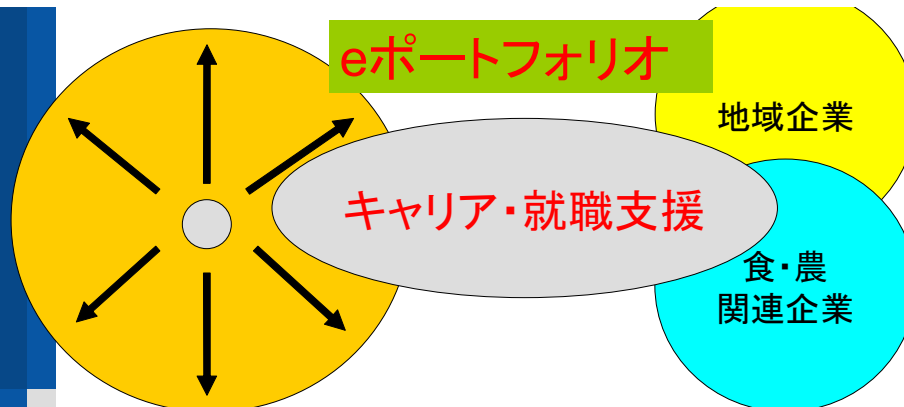 eポートフォリオ
地域企業
キャリア・就職支援
食・農
関連企業